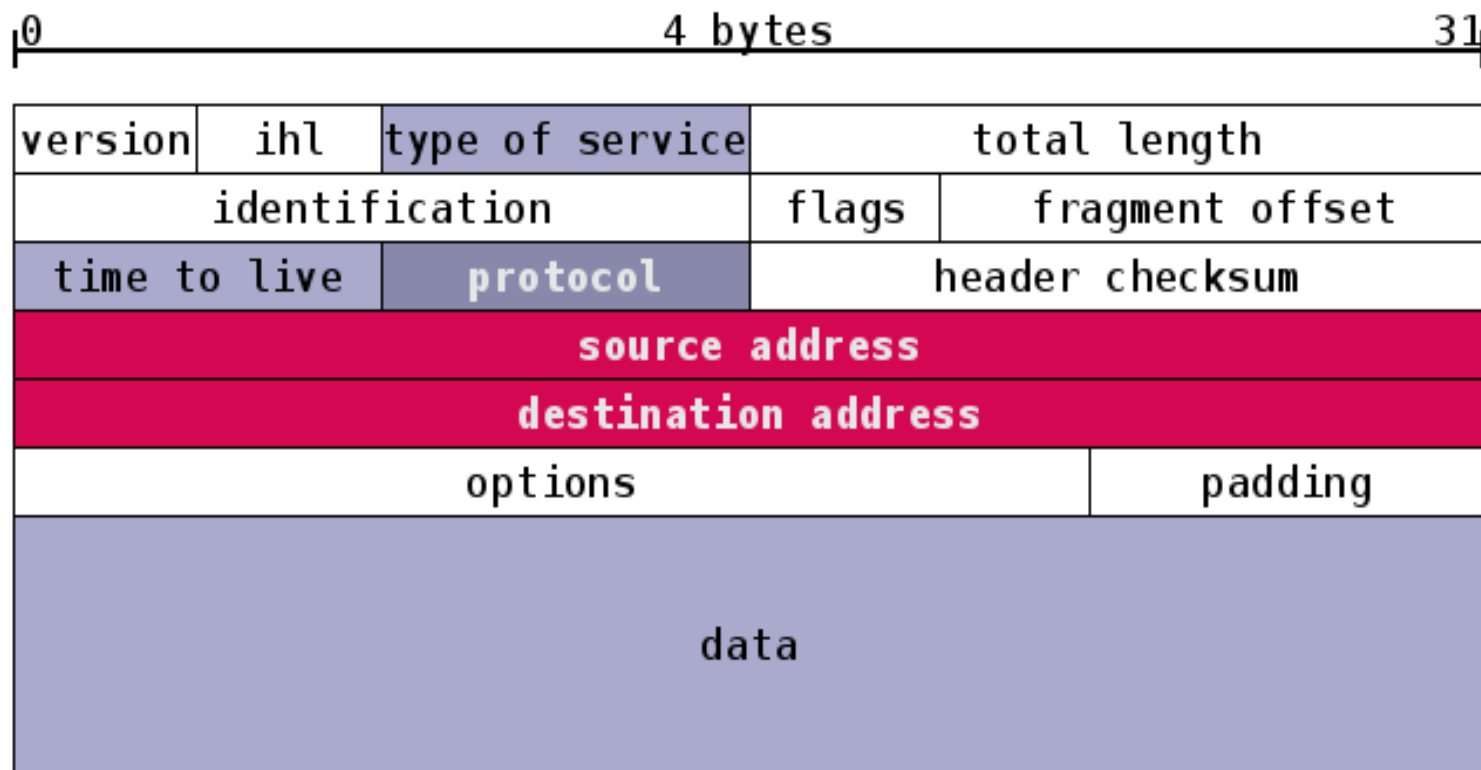 0 4 bytes 31
version ihl type of service total length
identification flags fragment offset
time to live protocol header checksum
source address
destination address
options padding
data